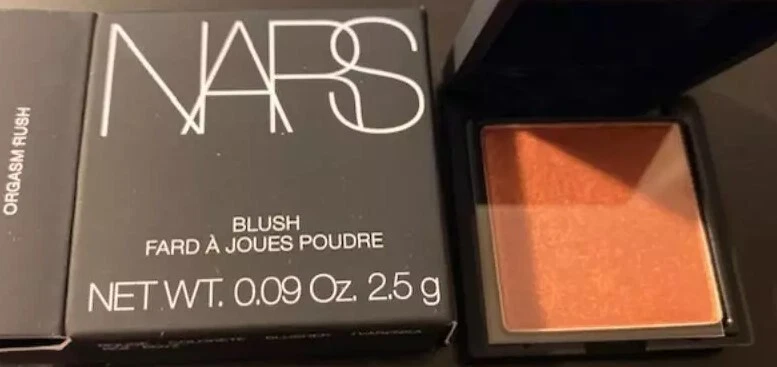 ORGASM RUSH
NARS
BLUSH
FARD À JOUES POUDRE
NET WT. 0.09 Oz. 2.5 g